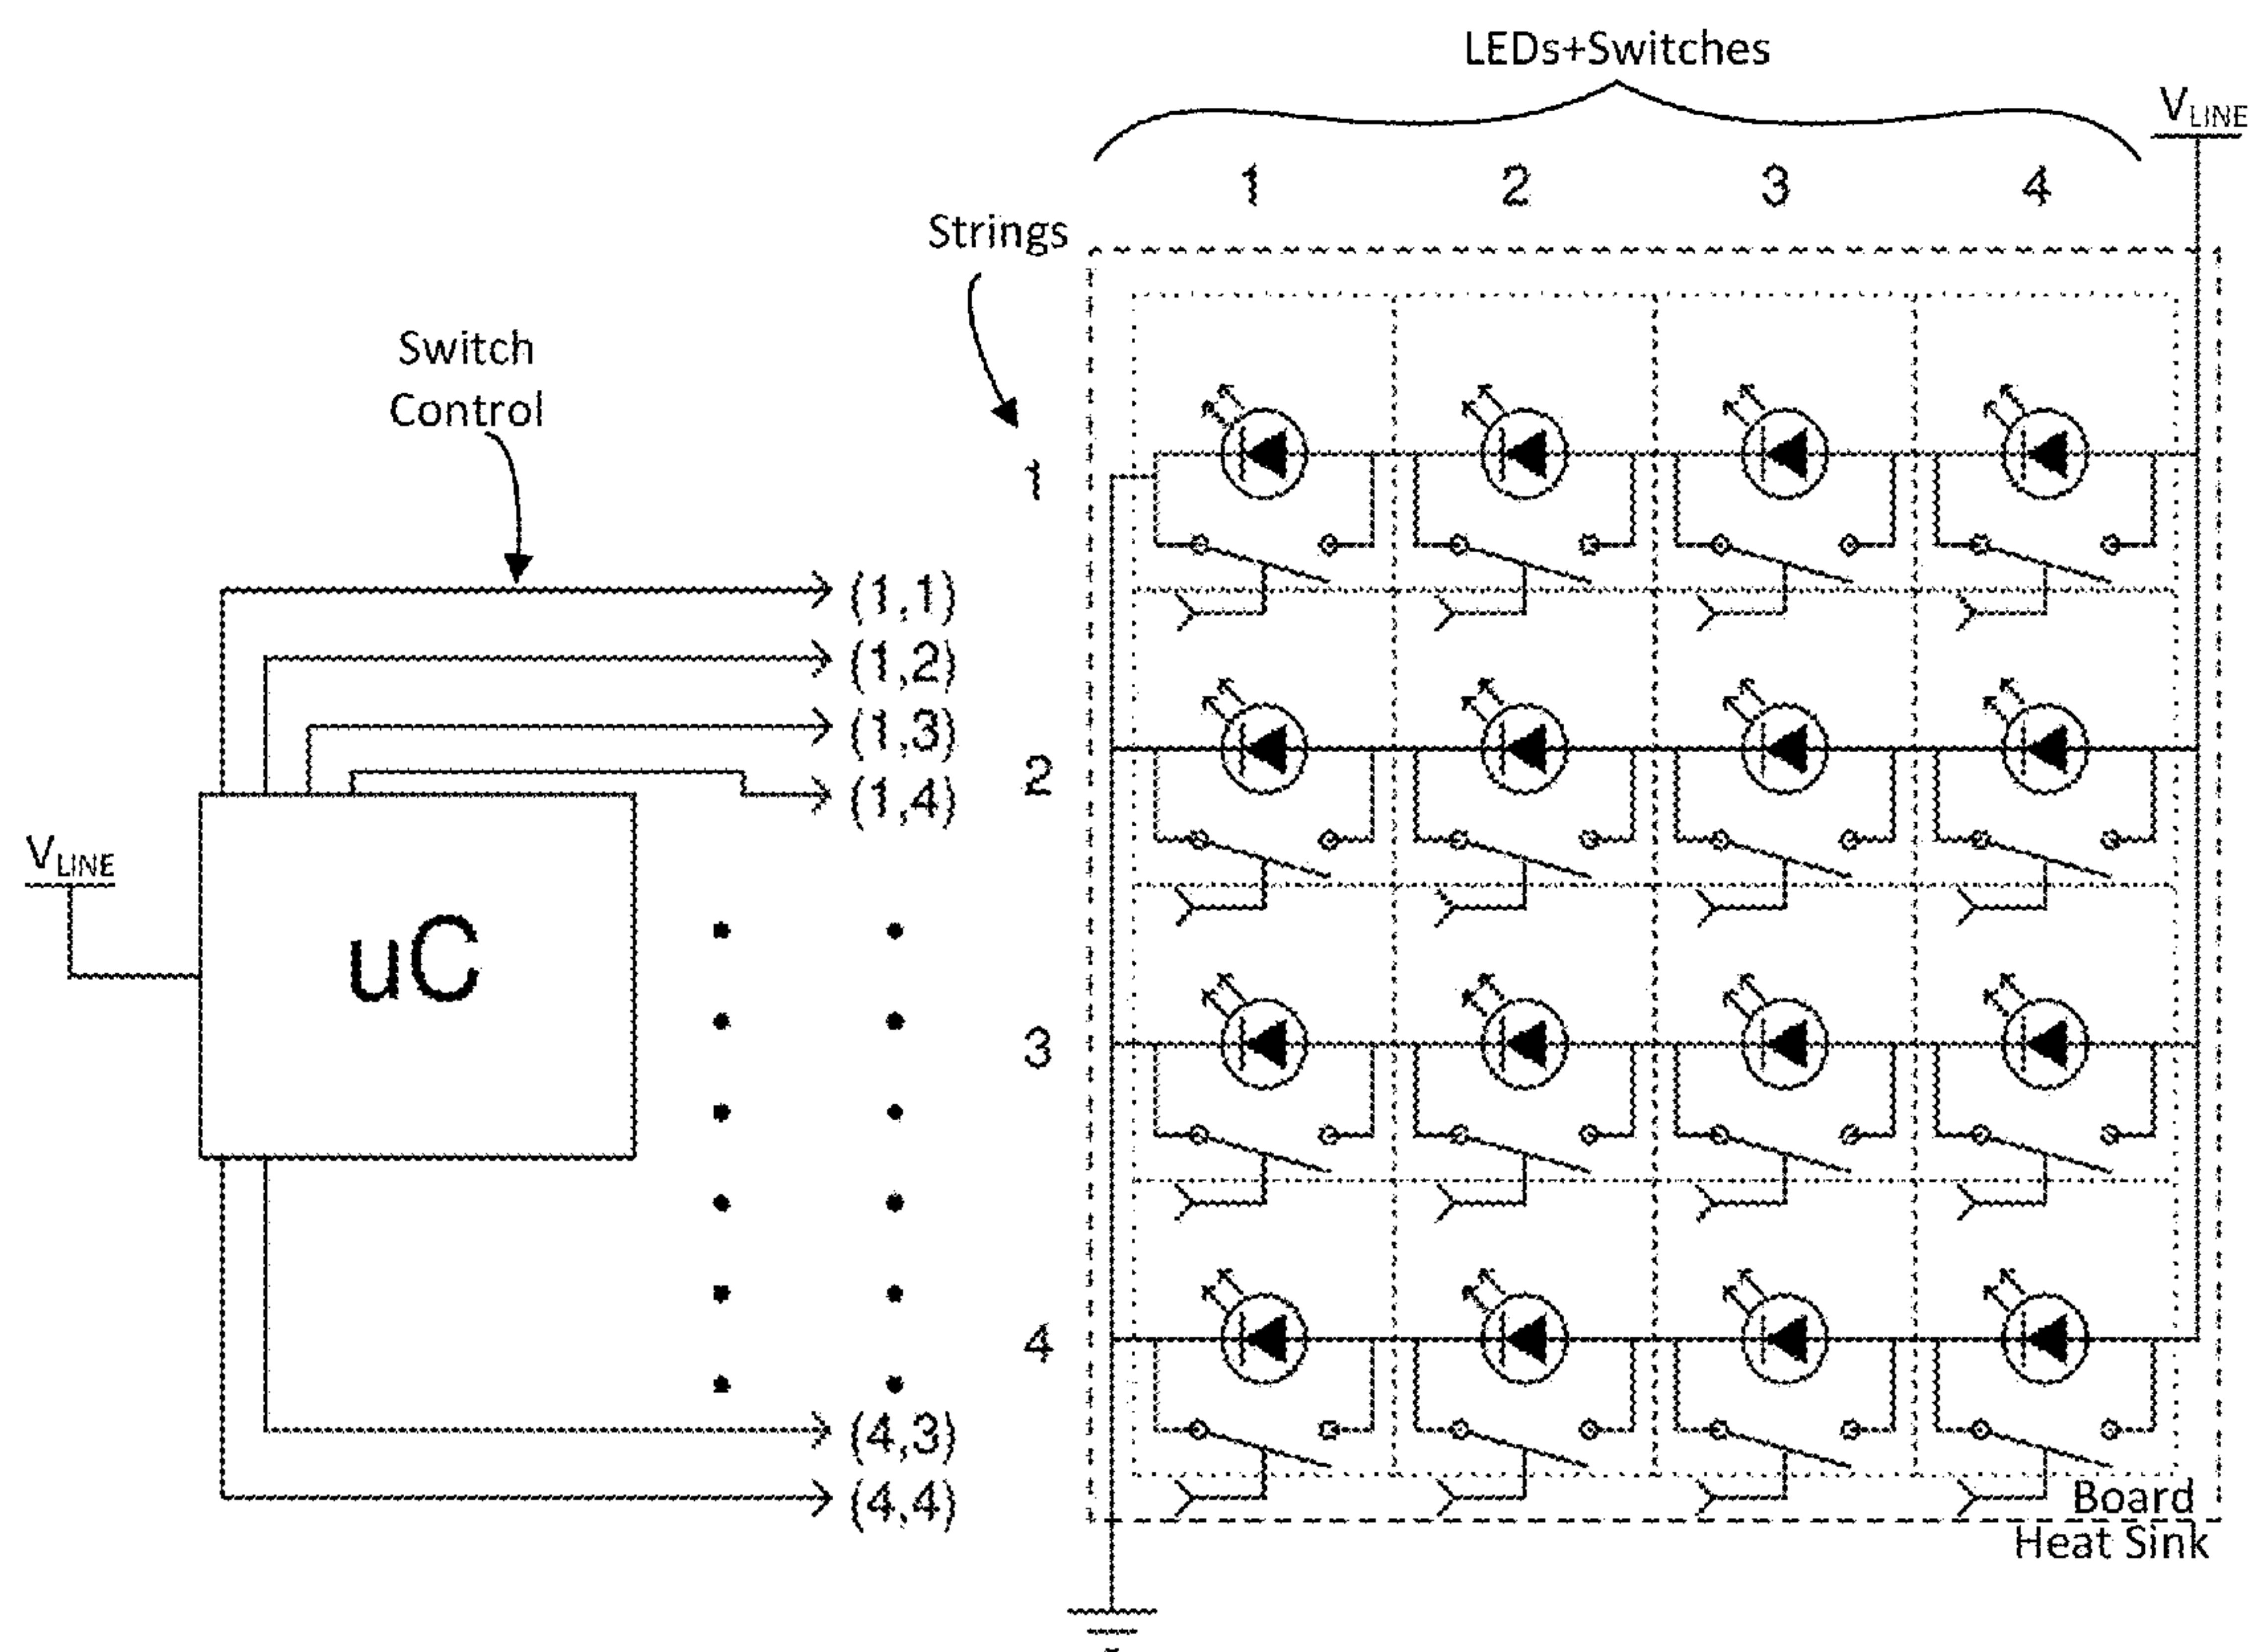 LEDs+Switches
VLINE
1 2 3 4
Strings
Switch
Control
1
(1,1)
(1,2)
(1,3)
2
(1,4)
VLINE
uC
3
4
(4,3)
(4,4)
Board
Heat Sink